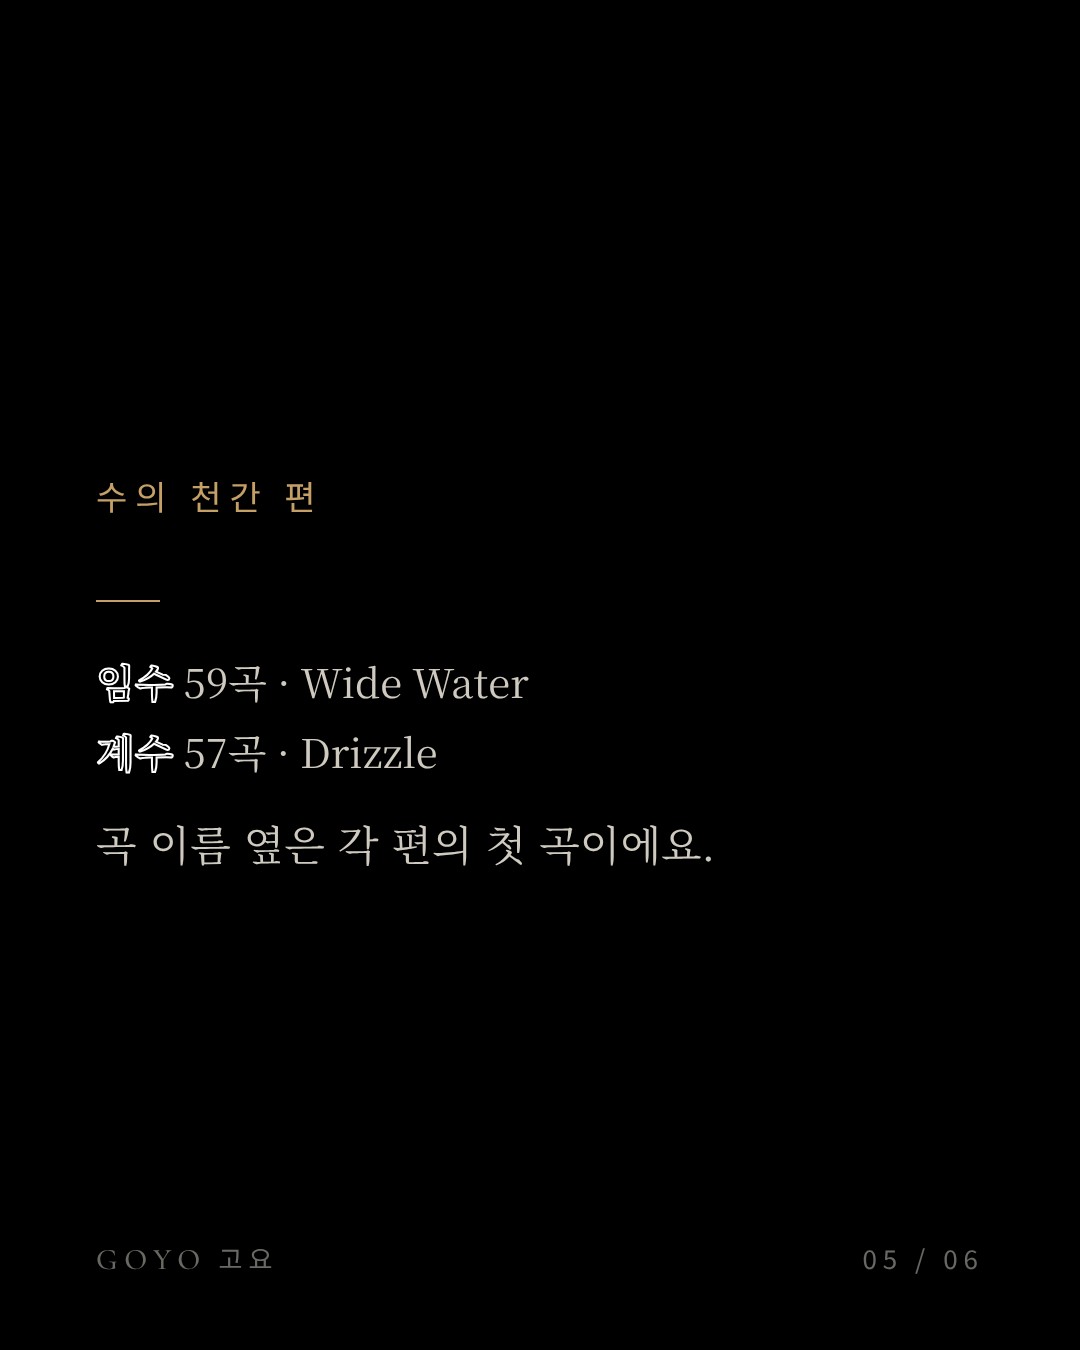 수의 천간 편
임수 59곡 · Wide Water
계수 57곡 · Drizzle
곡 이름 옆은 각 편의 첫 곡이에요.
GOYO 고요
05 / 06